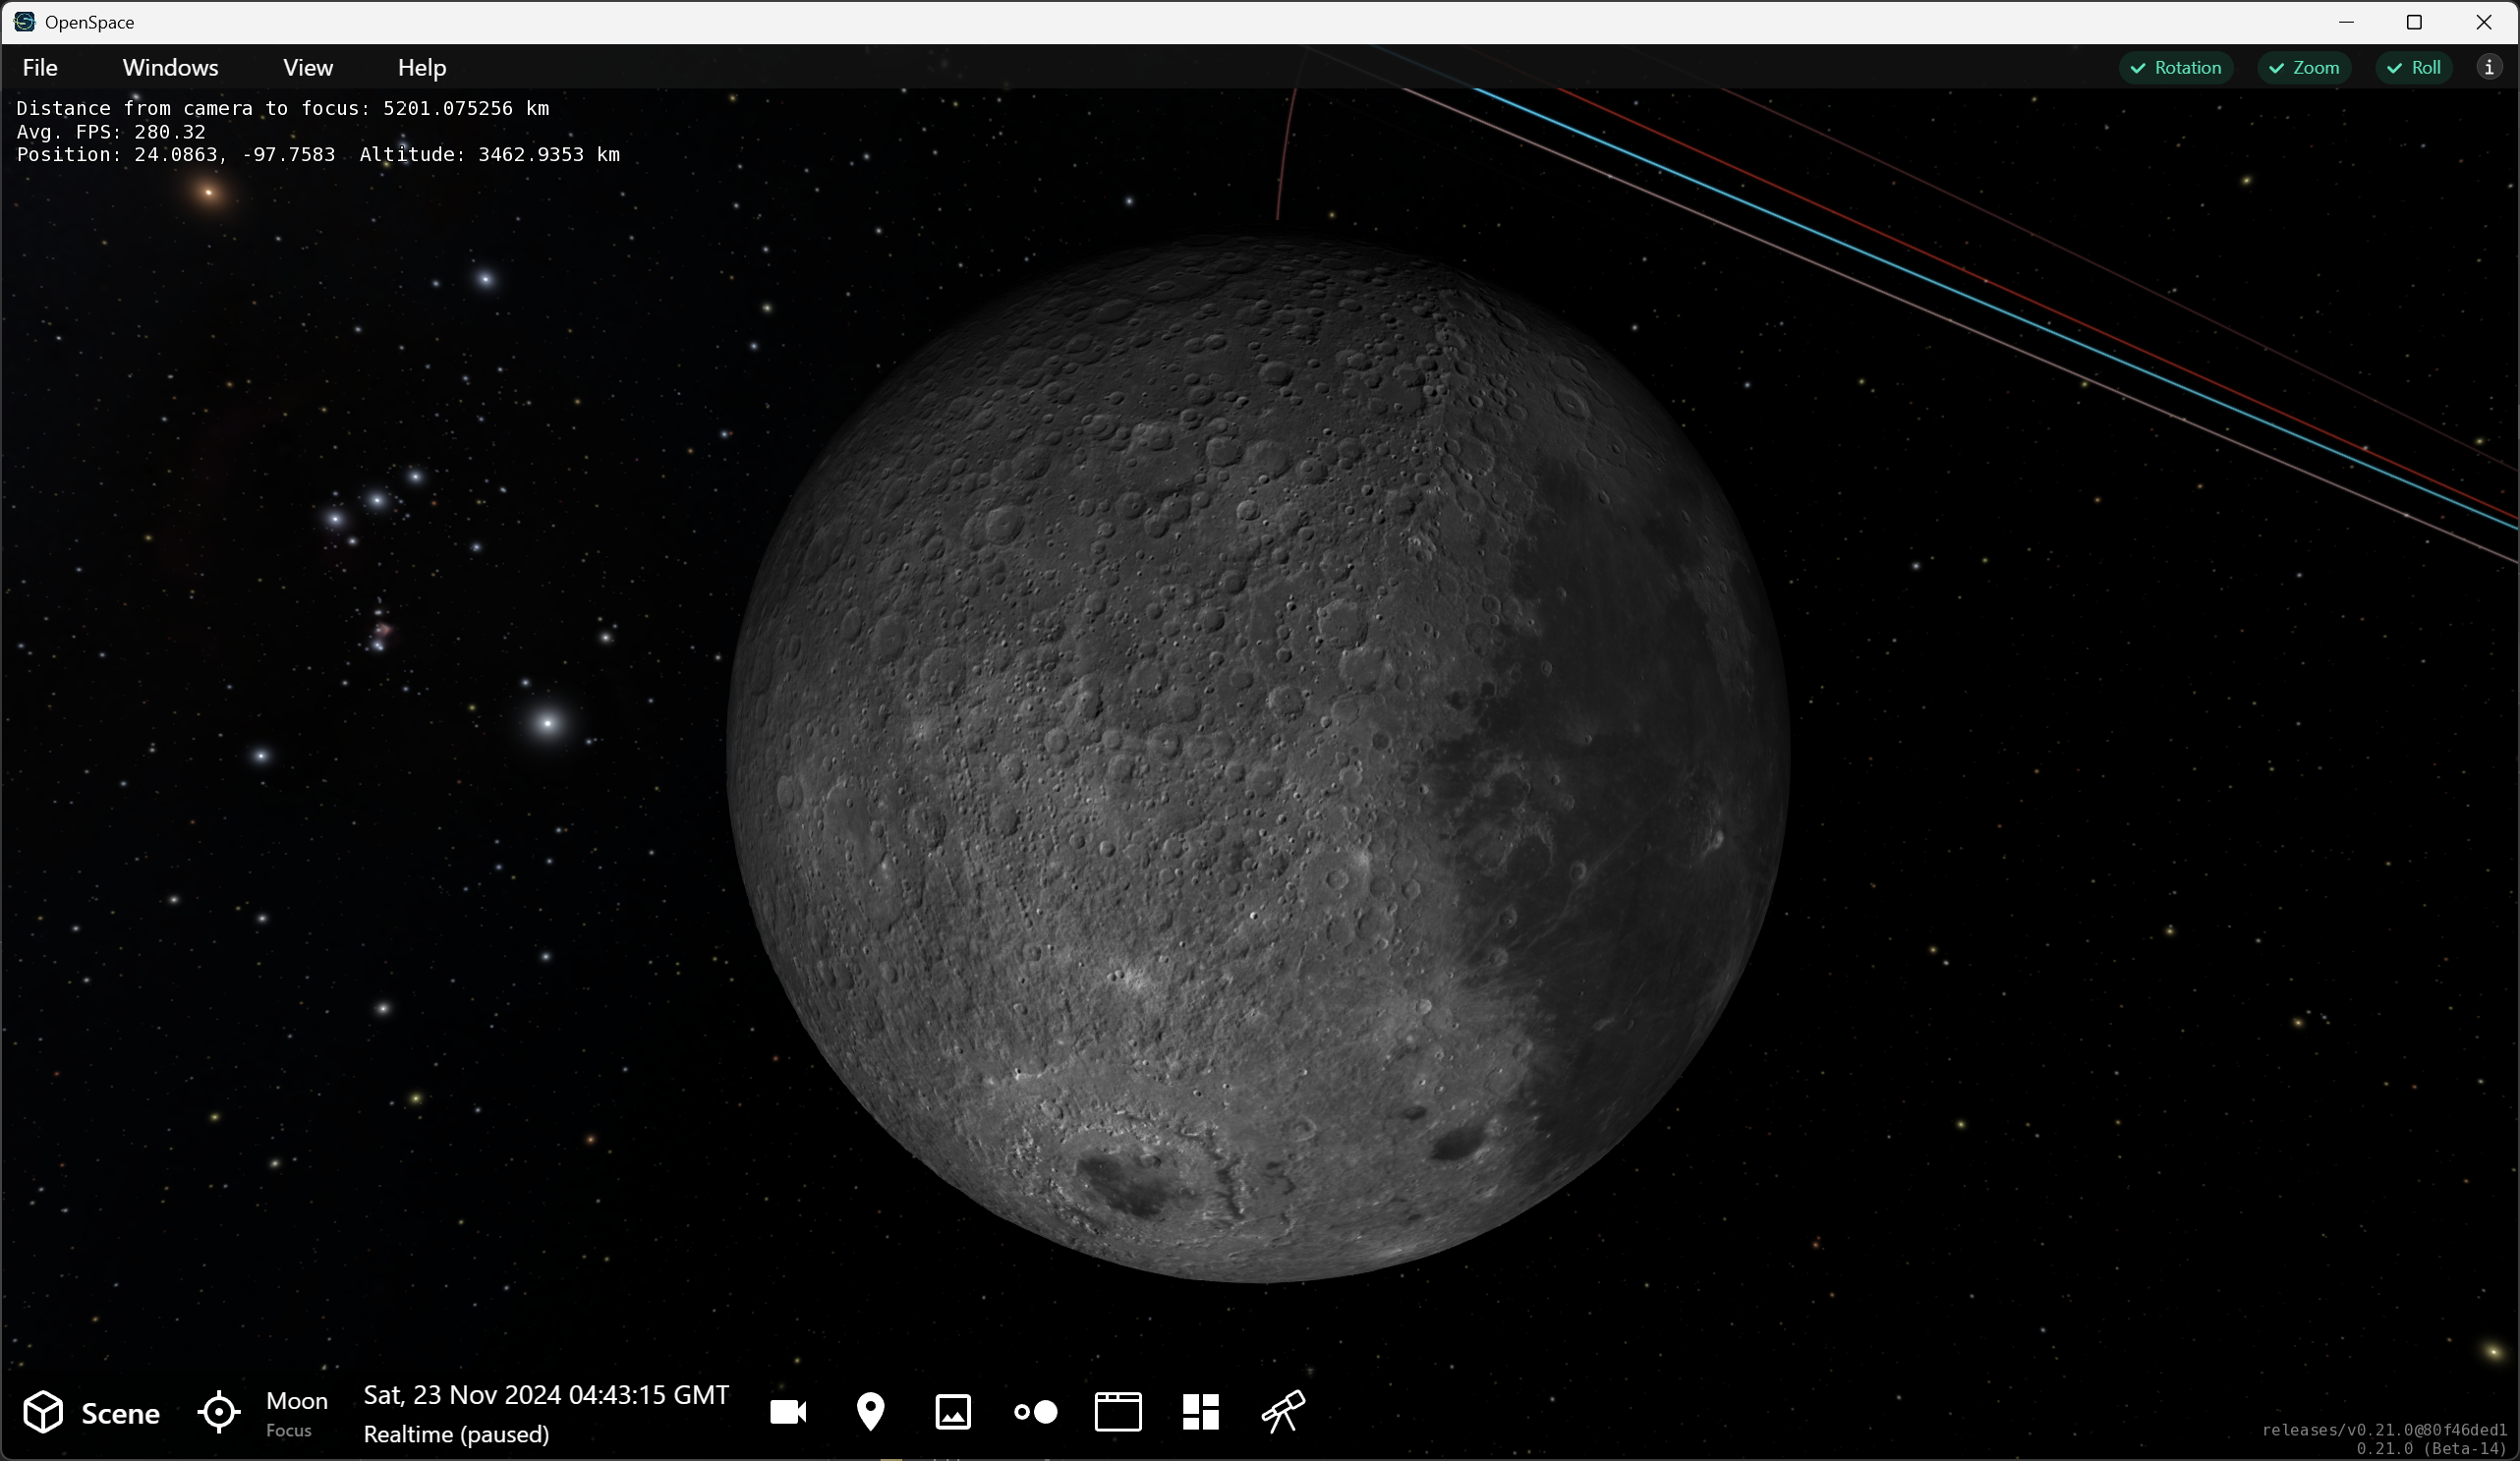 OpenSpace
File Windows View Help Rotation Zoom Roll
Distance from camera to focus: 5201.075256 km
Avg. FPS: 280.32
Position: 24.0863, -97.7583 Altitude: 3462.9353 km
Scene
Moon
Focus
Sat, 23 Nov 2024 04:43:15 GMT
Realtime (paused)
releases/v0.21.0@80f46ded1
0.21.0 (Beta-14)